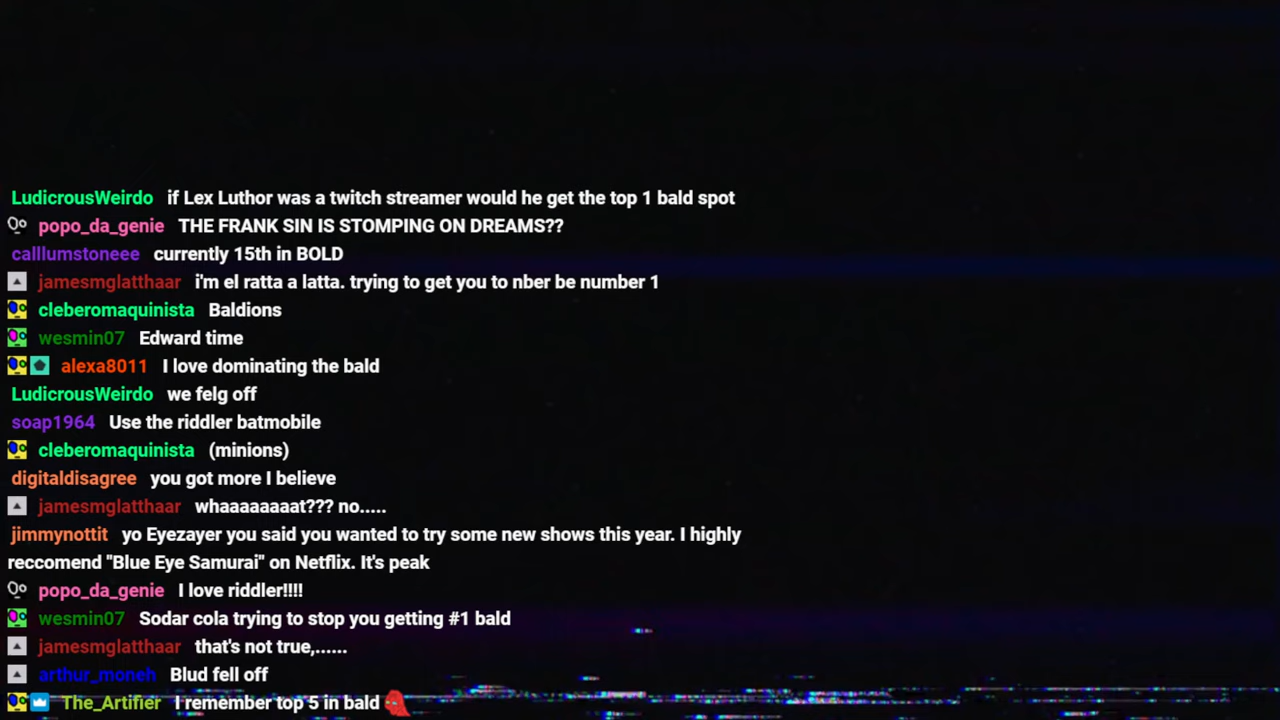 LudicrousWeirdo if Lex Luthor was a twitch streamer would he get the top 1 bald spot
popo_da_genie THE FRANK SIN IS STOMPING ON DREAMS??
calllumstoneee currently 15th in BOLD
jamesmglatthaar i'm el ratta a latta. trying to get you to nber be number 1
cleberomaquinista Baldions
wesmin07 Edward time
alexa8011 I love dominating the bald
LudicrousWeirdo we felg off
soap1964 Use the riddler batmobile
cleberomaquinista (minions)
digitaldisagree you got more I believe
jamesmglatthaar whaaaaaaaat??? no.....
jimmynottit yo Eyezayer you said you wanted to try some new shows this year. I highly
reccomend "Blue Eye Samurai" on Netflix. It's peak
popo_da_genie I love riddler!!!!
wesmin07 Sodar cola trying to stop you getting #1 bald
jamesmglatthaar that's not true,......
arthur_moneh Blud fell off
The_Artifier I remember top 5 in bald